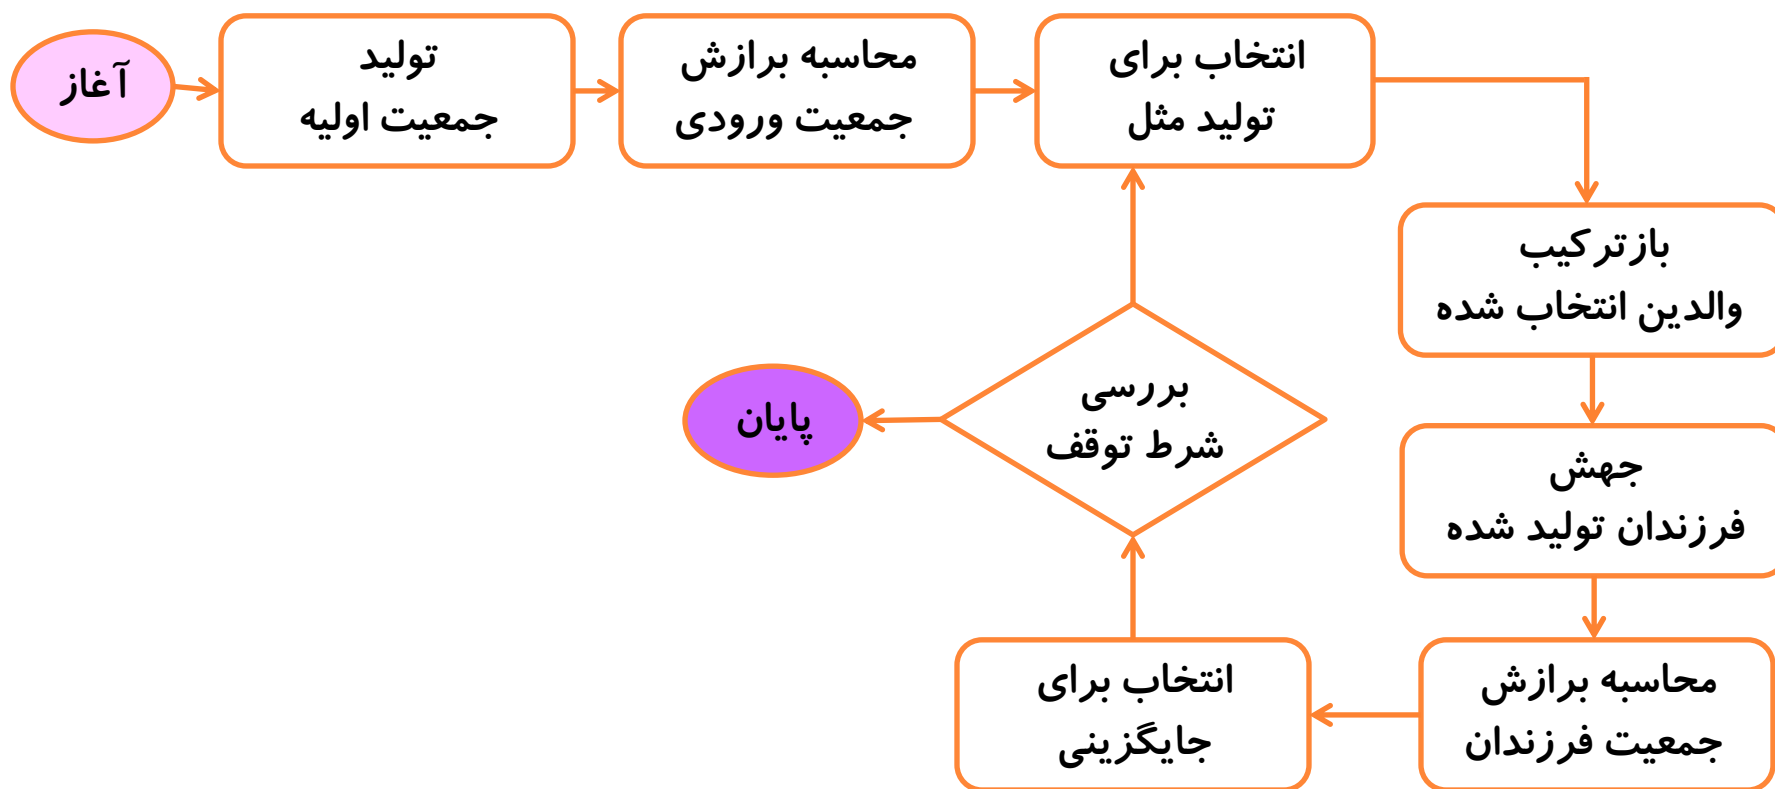 آغاز
تولید
جمعیت اولیه
محاسبه برازش
جمعیت ورودی
انتخاب برای
تولید مثل
بازترکیب
والدین انتخاب شده
جهش
فرزندان تولید شده
محاسبه برازش
جمعیت فرزندان
انتخاب برای
جایگزینی
بررسی
شرط توقف
پایان